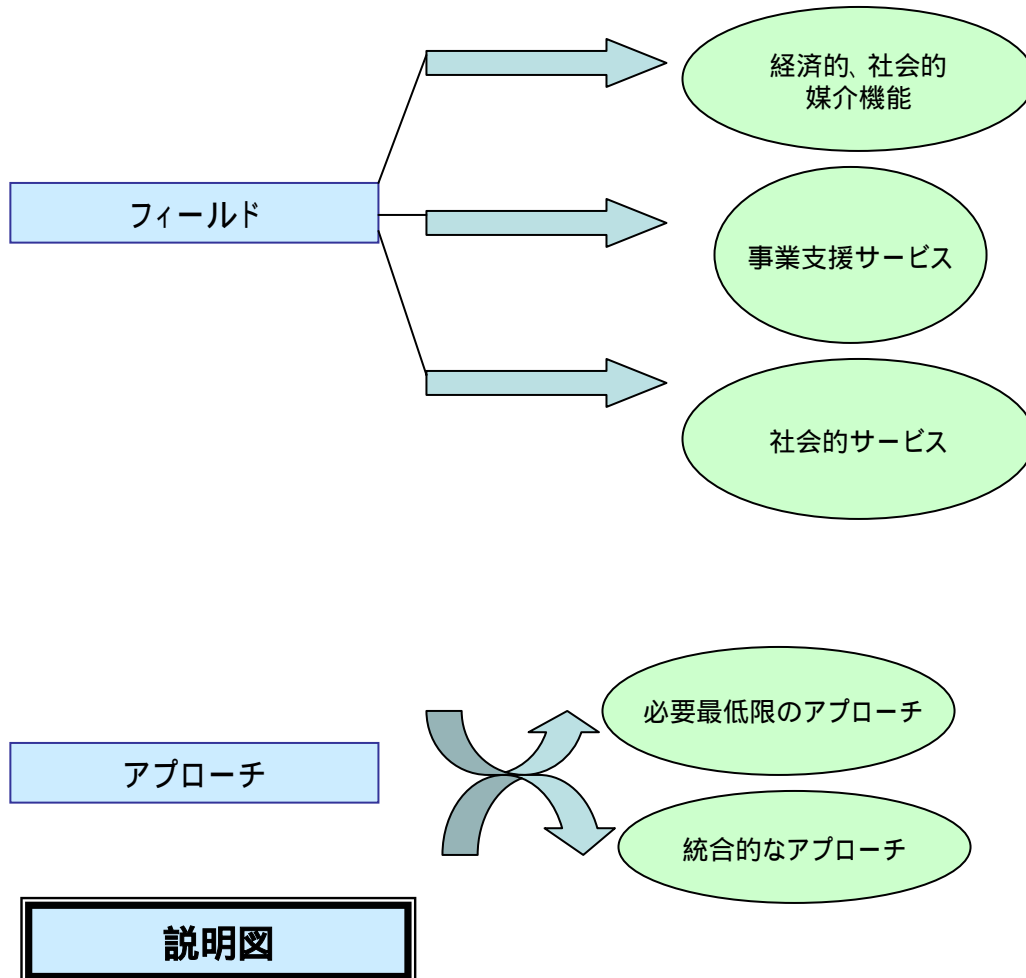 経済的、社会的
媒介機能
フィールド
事業支援サービス
社会的サービス
必要最低限のアプローチ
アプローチ
統合的なアプローチ
説明図